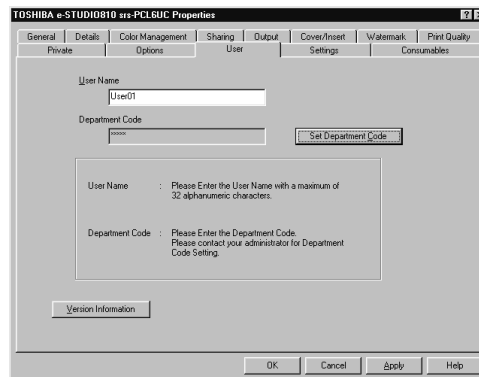 TOSHIBA e-STUDIO810 srs-PCL6UC Properties
General Details Color Management Sharing Output Cover/Insert Watermark Print Quality
Private Options User Settings Consumables
User Name
User01
Department Code
×××××
Set Department Code
User Name : Please Enter the User Name with a maximum of
32 alphanumeric characters.
Department Code : Please Enter the Department Code.
Please contact your administrator for Department
Code Setting.
Version Information
OK Cancel Apply Help